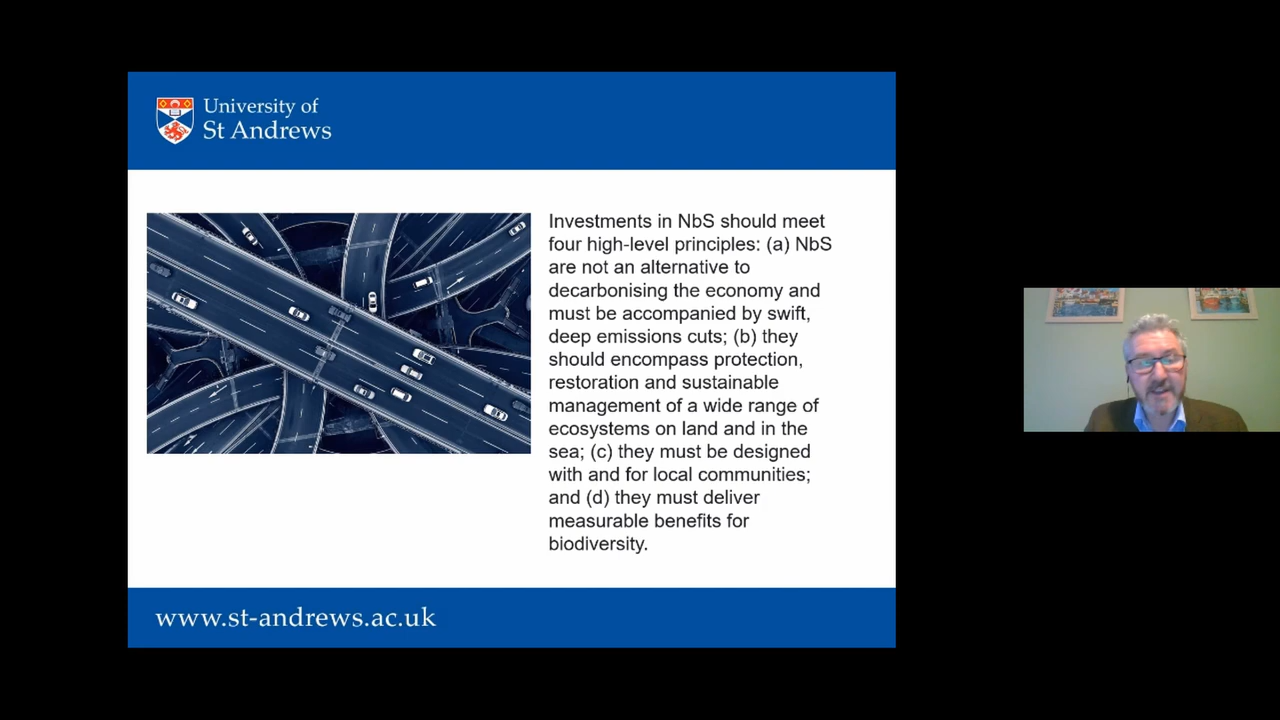 University of
St Andrews
Investments in NbS should meet
four high-level principles: (a) NbS
are not an alternative to
decarbonising the economy and
must be accompanied by swift,
deep emissions cuts; (b) they
should encompass protection,
restoration and sustainable
management of a wide range of
ecosystems on land and in the
sea; (c) they must be designed
with and for local communities;
and (d) they must deliver
measurable benefits for
biodiversity.
www.st-andrews.ac.uk